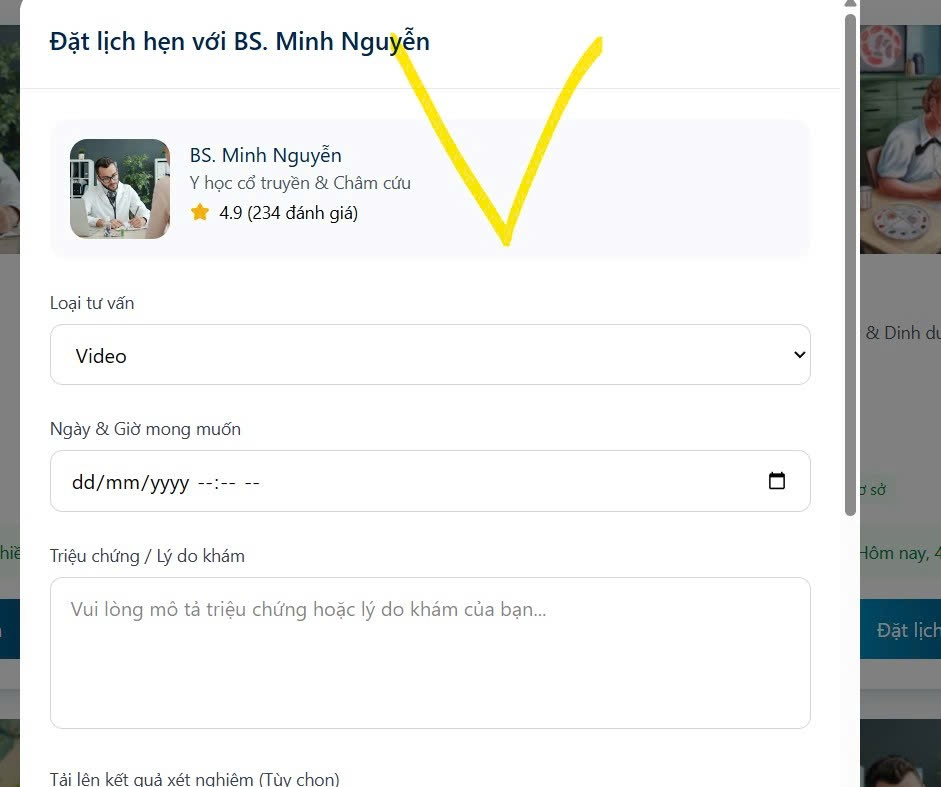 Đặt lịch hẹn với BS. Minh Nguyễn
BS. Minh Nguyễn
Y học cổ truyền & Châm cứu
4.9 (234 đánh giá)
Loại tư vấn
Video
& Dinh dư
Ngày & Giờ mong muốn
dd/mm/yyyy --:-- --
ơ sở
Triệu chứng / Lý do khám
hiề
Hôm nay, 4
Vui lòng mô tả triệu chứng hoặc lý do khám của bạn...
Đặt lịch
Tải lên kết quả xét nghiệm (Tùy chọn)